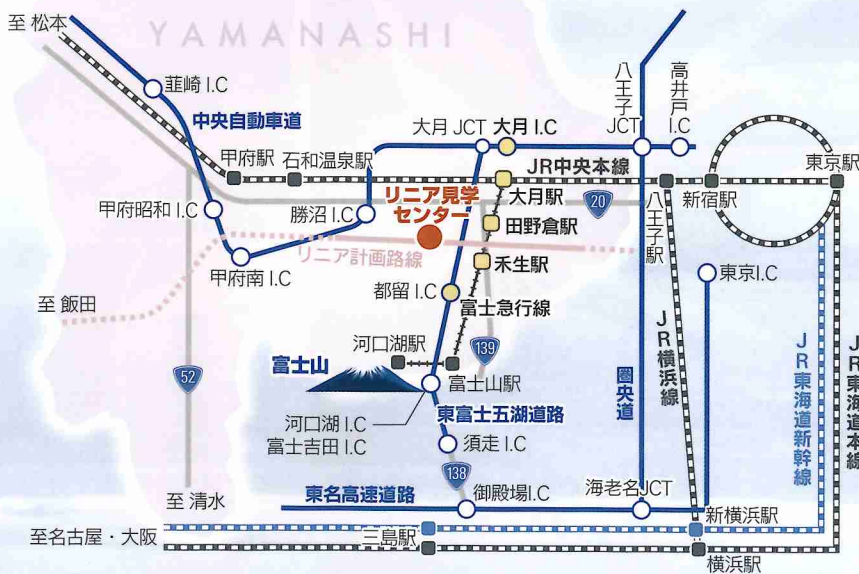 至 松本
YAMANASHI
韮崎 I.C
中央自動車道
八王子JCT
高井戸I.C
大月 JCT
大月 I.C
甲府駅
石和温泉駅
JR中央本線
東京駅
リニア見学
センター
大月駅
20
八王子駅
新宿駅
甲府昭和 I.C
勝沼 I.C
田野倉駅
リニア計画路線
禾生駅
甲府南 I.C
東京I.C
至 飯田
都留 I.C
富士急行線
河口湖駅
139
JR横浜線
JR東海道新幹線
JR東海道本線
52
富士山
富士山駅
圏央道
河口湖 I.C
富士吉田 I.C
東富士五湖道路
須走 I.C
138
至 清水
東名高速道路
御殿場I.C
海老名JCT
新横浜駅
至名古屋・大阪
三島駅
横浜駅